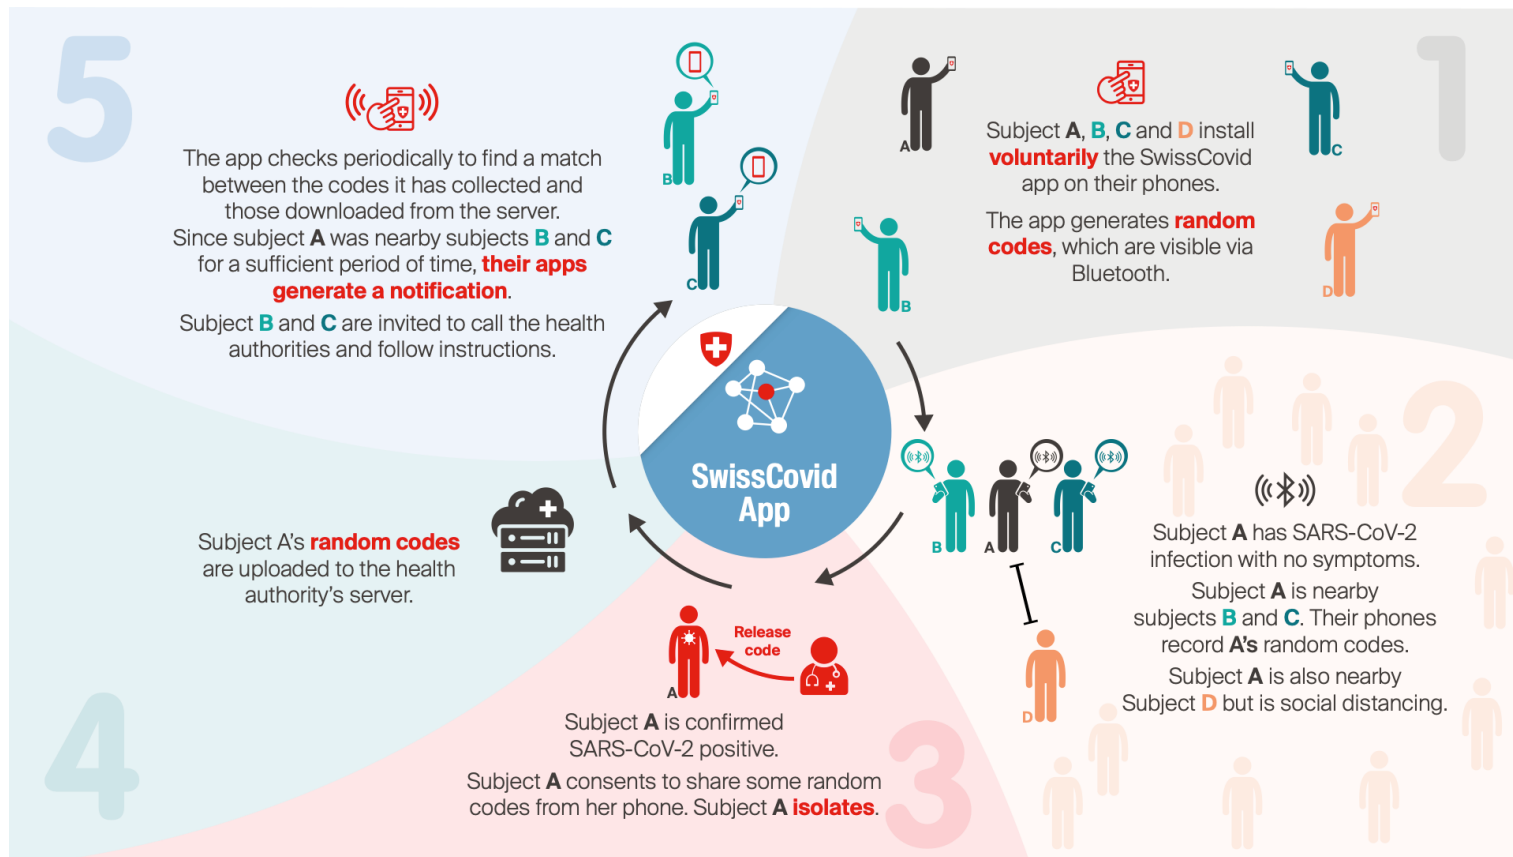 1
Subject A, B, C and D install
voluntarily the SwissCovid
app on their phones.
The app generates random
codes, which are visible via
Bluetooth.
A
C
B
D
2
B
A
C
D
Subject A has SARS-CoV-2
infection with no symptoms.
Subject A is nearby
subjects B and C. Their phones
record A’s random codes.
Subject A is also nearby
Subject D but is social distancing.
3
A
Release
code
Subject A is confirmed
SARS-CoV-2 positive.
Subject A consents to share some random
codes from her phone. Subject A isolates.
4
Subject A’s random codes
are uploaded to the health
authority’s server.
5
The app checks periodically to find a match
between the codes it has collected and
those downloaded from the server.
Since subject A was nearby subjects B and C
for a sufficient period of time, their apps
generate a notification.
Subject B and C are invited to call the health
authorities and follow instructions.
B
C
SwissCovid
App